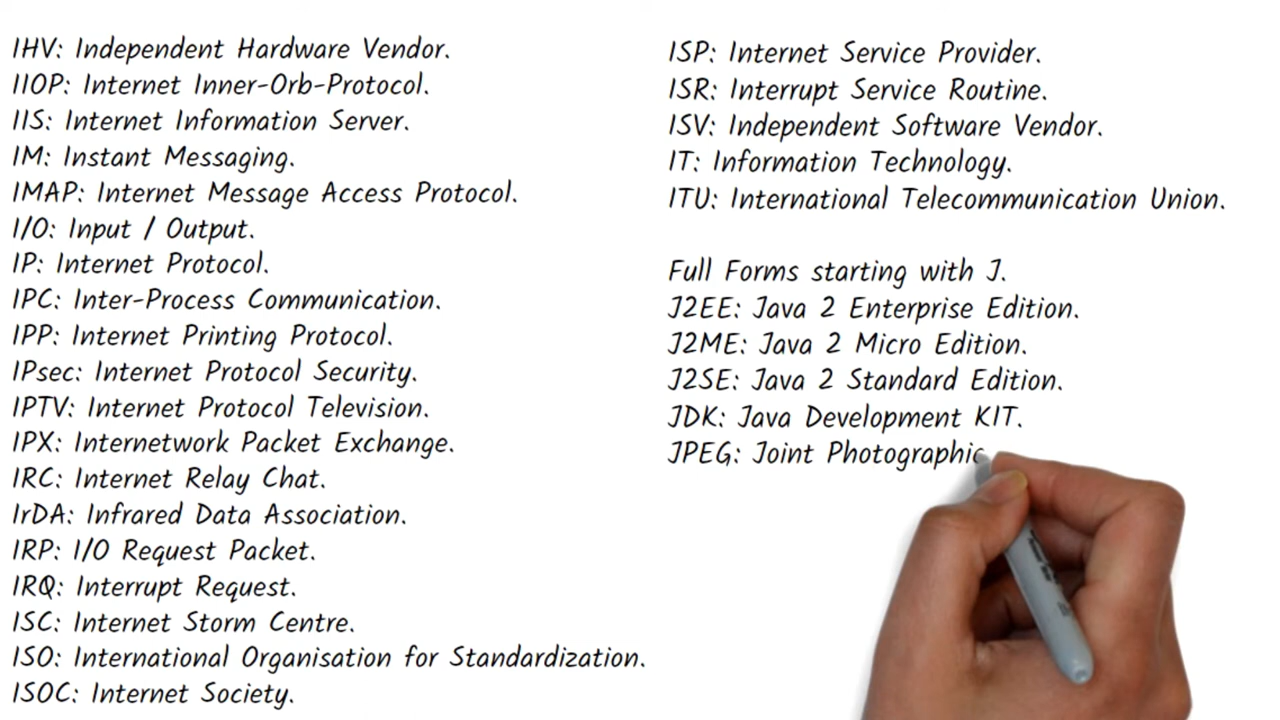 IHV: Independent Hardware Vendor.
IIOP: Internet Inner-Orb-Protocol.
IIS: Internet Information Server.
IM: Instant Messaging.
IMAP: Internet Message Access Protocol.
I/O: Input / Output.
IP: Internet Protocol.
IPC: Inter-Process Communication.
IPP: Internet Printing Protocol.
IPsec: Internet Protocol Security.
IPTV: Internet Protocol Television.
IPX: Internetwork Packet Exchange.
IRC: Internet Relay Chat.
IrDA: Infrared Data Association.
IRP: I/O Request Packet.
IRQ: Interrupt Request.
ISC: Internet Storm Centre.
ISO: International Organisation for Standardization.
ISOC: Internet Society.
ISP: Internet Service Provider.
ISR: Interrupt Service Routine.
ISV: Independent Software Vendor.
IT: Information Technology.
ITU: International Telecommunication Union.
Full Forms starting with J.
J2EE: Java 2 Enterprise Edition.
J2ME: Java 2 Micro Edition.
J2SE: Java 2 Standard Edition.
JDK: Java Development KIT.
JPEG: Joint Photographic